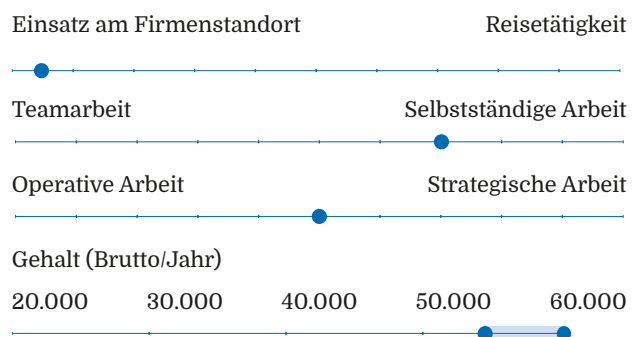 Einsatz am Firmenstandort Reisetätigkeit
Teamarbeit Selbstständige Arbeit
Operative Arbeit Strategische Arbeit
Gehalt (Brutto/Jahr)
20.000 30.000 40.000 50.000 60.000